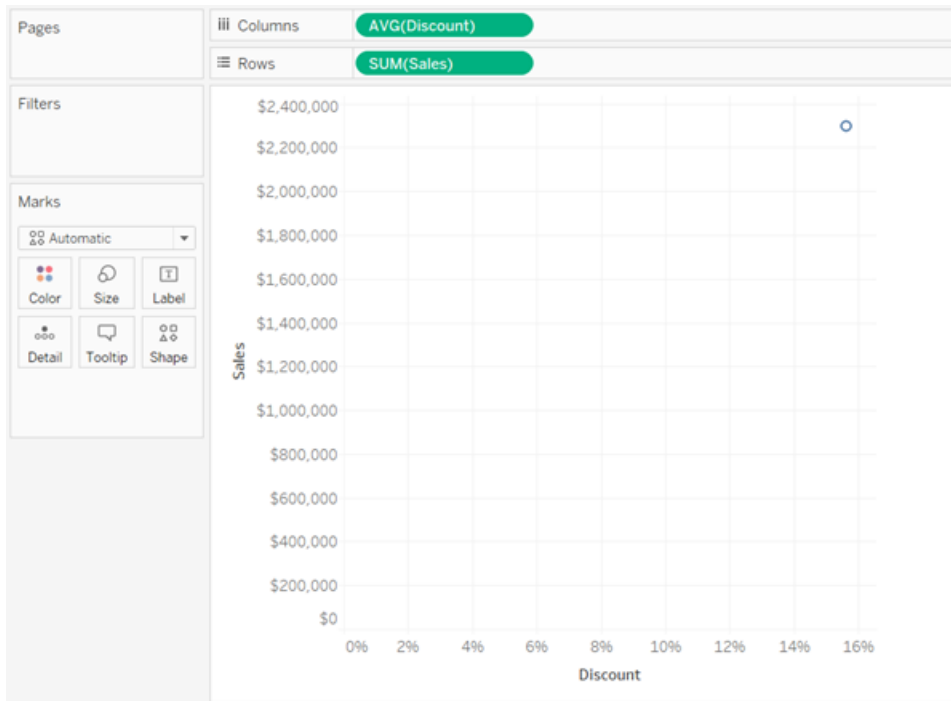 Pages
Columns AVG(Discount)
Rows SUM(Sales)
Filters
Marks
Automatic
Color Size Label
Detail Tooltip Shape
Sales
$2,400,000
$2,200,000
$2,000,000
$1,800,000
$1,600,000
$1,400,000
$1,200,000
$1,000,000
$800,000
$600,000
$400,000
$200,000
$0
0% 2% 4% 6% 8% 10% 12% 14% 16%
Discount